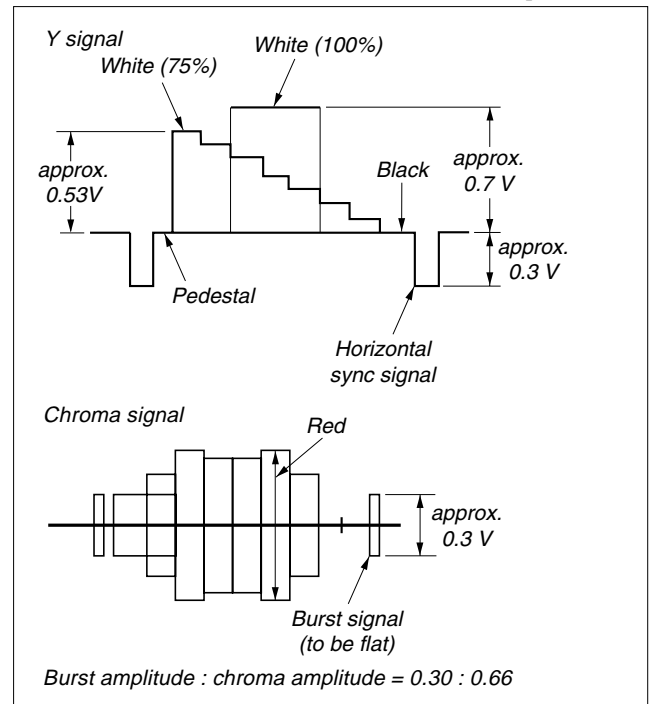 Y signal
White (75%)
White (100%)
approx.
0.53V
Black
approx.
0.7 V
approx.
0.3 V
Pedestal
Horizontal
sync signal
Chroma signal
Red
approx.
0.3 V
Burst signal
(to be flat)
Burst amplitude : chroma amplitude = 0.30 : 0.66